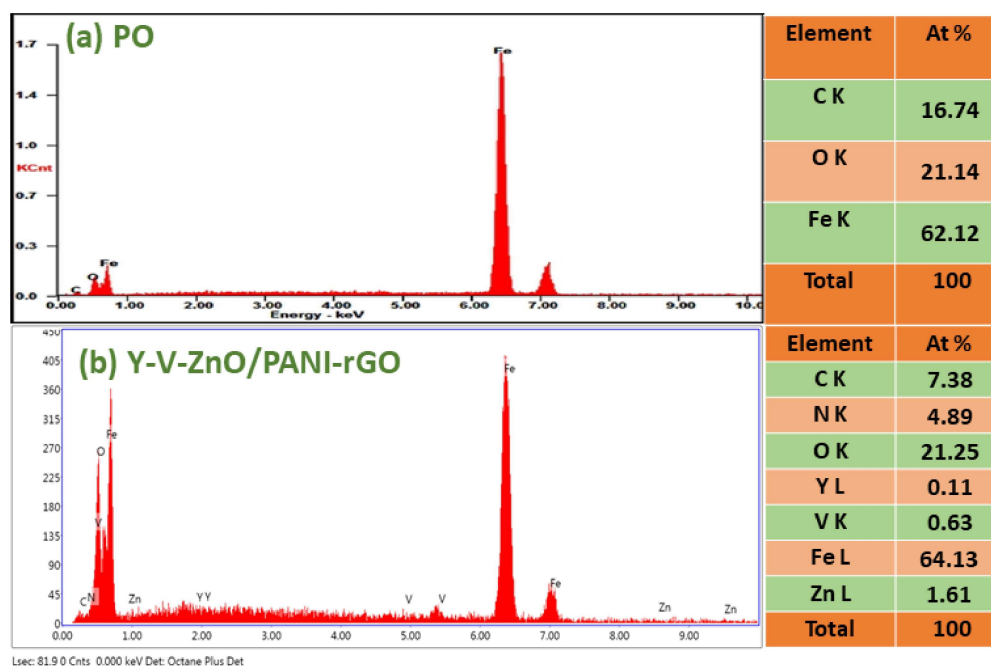 (a) PO
Fe
1.7
1.4
1.0
KCnt
0.7
0.3
Fe
O
C
0.0
0.00 1.00 2.00 3.00 4.00 5.00 6.00 7.00 8.00 9.00 10.0
Energy - keV
Element At %
C K 16.74
O K 21.14
Fe K 62.12
Total 100
(b) Y-V-ZnO/PANI-rGO
450
405
360
315
270
225
180
135
90
45
0
Fe
Fe
O
V
C N Zn Y Y V V Fe Zn Zn
0.00 1.00 2.00 3.00 4.00 5.00 6.00 7.00 8.00 9.00
Lsec: 81.9 0 Cnts 0.000 keV Det: Octane Plus Det
Element At %
C K 7.38
N K 4.89
O K 21.25
Y L 0.11
V K 0.63
Fe L 64.13
Zn L 1.61
Total 100